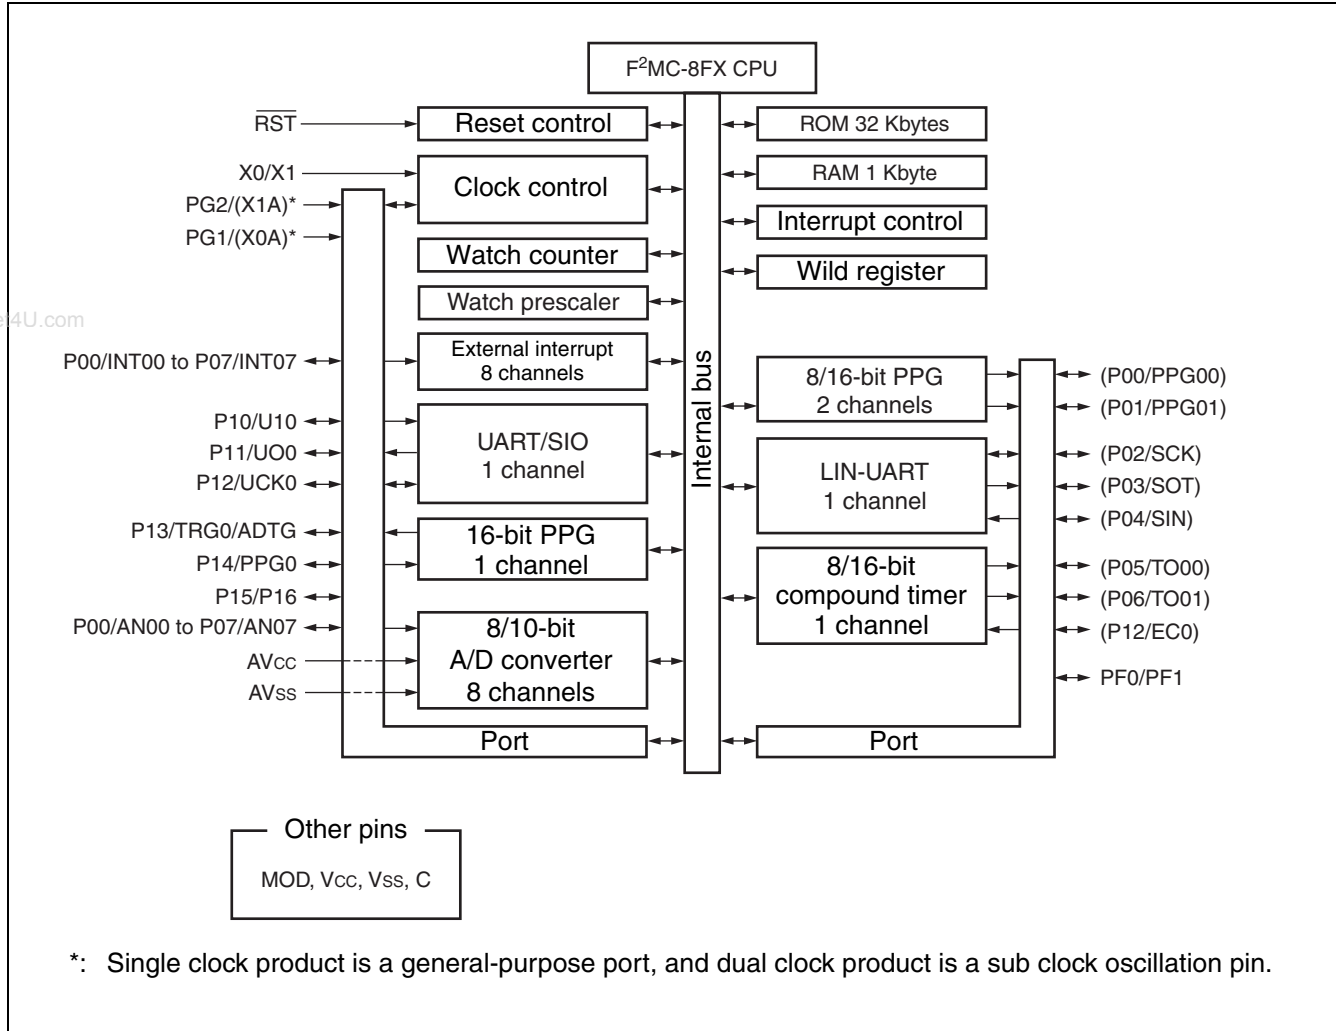 F²MC-8FX CPU
RST
Reset control
ROM 32 Kbytes
X0/X1
Clock control
RAM 1 Kbyte
PG2/(X1A)*
PG1/(X0A)*
Interrupt control
Watch counter
Wild register
Watch prescaler
et4U.com
P00/INT00 to P07/INT07
External interrupt
8 channels
Internal bus
8/16-bit PPG
2 channels
(P00/PPG00)
(P01/PPG01)
P10/U10
P11/UO0
P12/UCK0
UART/SIO
1 channel
LIN-UART
1 channel
(P02/SCK)
(P03/SOT)
(P04/SIN)
P13/TRG0/ADTG
P14/PPG0
16-bit PPG
1 channel
8/16-bit
compound timer
1 channel
(P05/TO00)
(P06/TO01)
(P12/EC0)
P15/P16
P00/AN00 to P07/AN07
AVCC
AVSS
8/10-bit
A/D converter
8 channels
PF0/PF1
Port
Port
Other pins
MOD, VCC, VSS, C
*: Single clock product is a general-purpose port, and dual clock product is a sub clock oscillation pin.